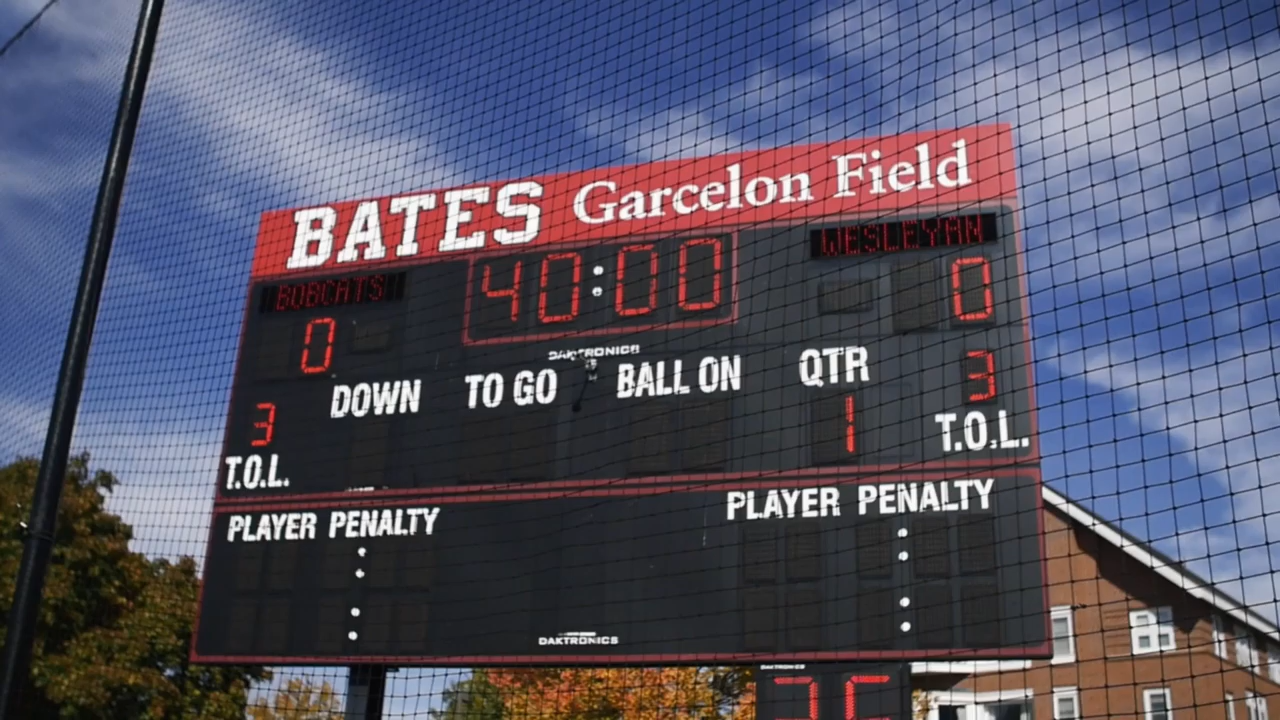 BATES Garcelon Field
BOBCATS 40:00 WESLEYAN
0 0
DAKTRONICS
DOWN TO GO BALL ON QTR 3
3 1
T.O.L. T.O.L.
PLAYER PENALTY PLAYER PENALTY
: :
: :
DAKTRONICS
DAKTRONICS